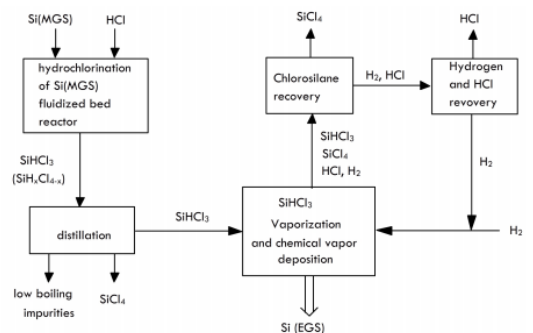 Si(MGS)
HCl
hydrochlorination
of Si(MGS)
fluidized bed
reactor
SiHCl₃
(SiHₓCl₄₋ₓ)
distillation
low boiling
impurities
SiCl₄
SiHCl₃
SiCl₄
Chlorosilane
recovery
H₂, HCl
HCl
Hydrogen
and HCl
revovery
SiHCl₃
SiCl₄
HCl, H₂
H₂
SiHCl₃
Vaporization
and chemical vapor
deposition
H₂
Si (EGS)